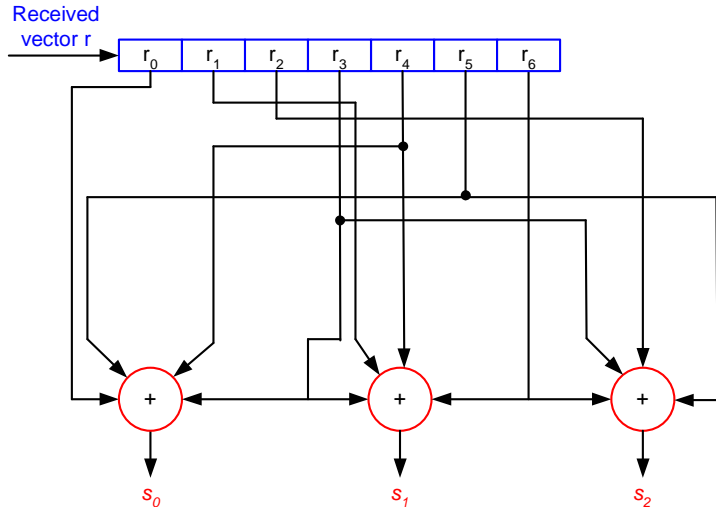 Received
vector r
r0 r1 r2 r3 r4 r5 r6
+ + +
s0 s1 s2